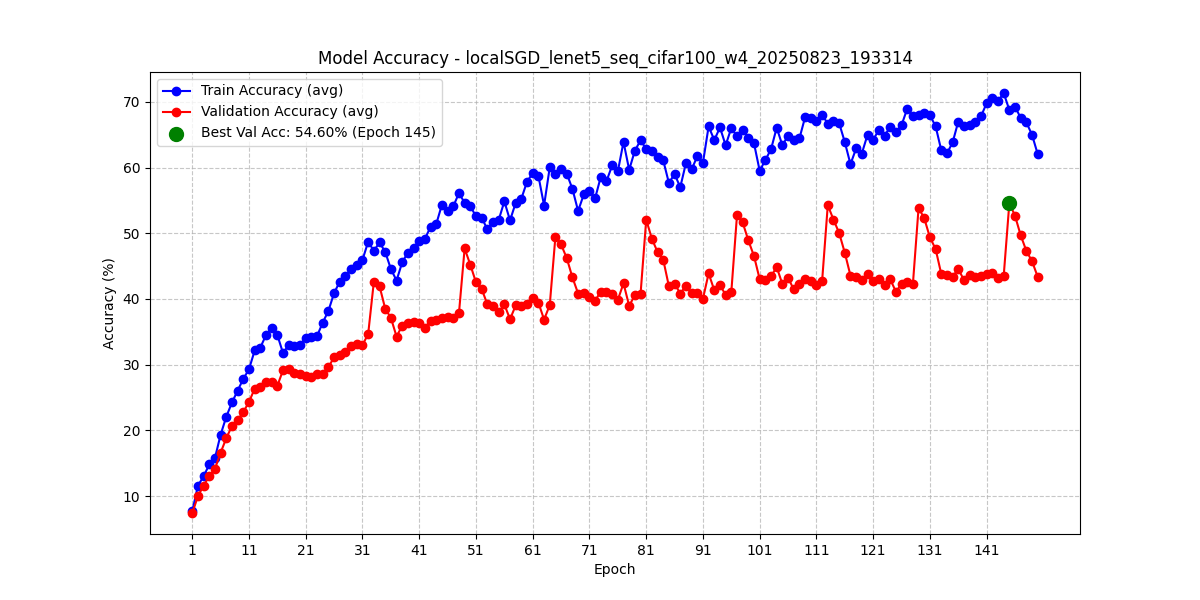 Model Accuracy - localSGD_lenet5_seq_cifar100_w4_20250823_193314
Train Accuracy (avg)
Validation Accuracy (avg)
Best Val Acc: 54.60% (Epoch 145)
Accuracy (%)
70
60
50
40
30
20
10
1 11 21 31 41 51 61 71 81 91 101 111 121 131 141
Epoch